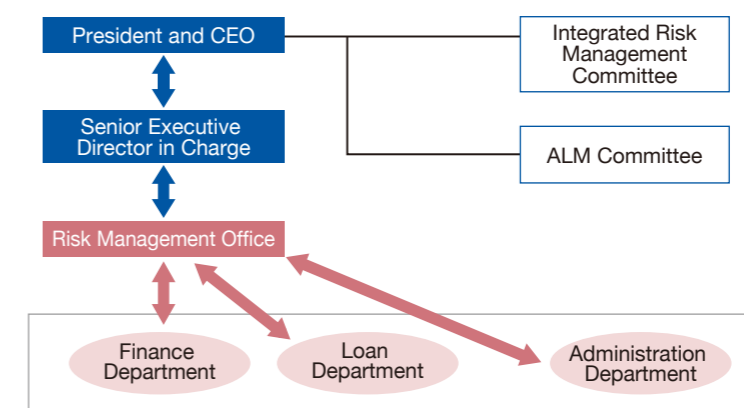 President and CEO
Integrated Risk
Management
Committee
Senior Executive
Director in Charge
ALM Committee
Risk Management Office
Finance
Department
Loan
Department
Administration
Department